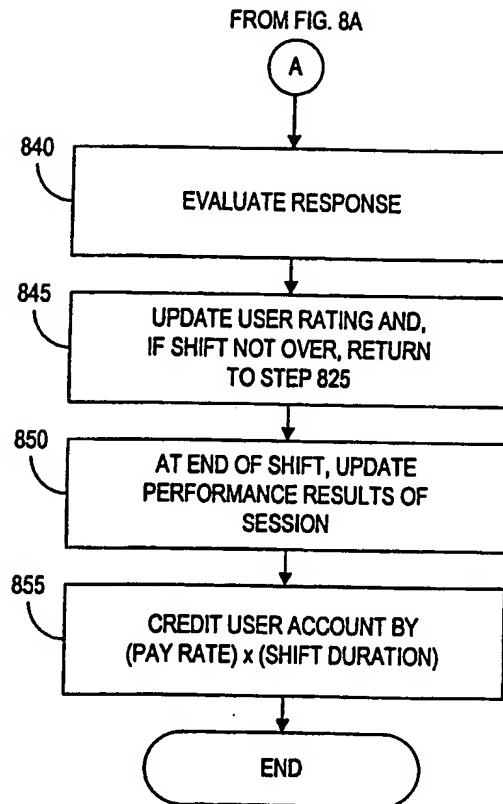 FROM FIG. 8A
A
840
EVALUATE RESPONSE
845
UPDATE USER RATING AND,
IF SHIFT NOT OVER, RETURN
TO STEP 825
850
AT END OF SHIFT, UPDATE
PERFORMANCE RESULTS OF
SESSION
855
CREDIT USER ACCOUNT BY
(PAY RATE) x (SHIFT DURATION)
END